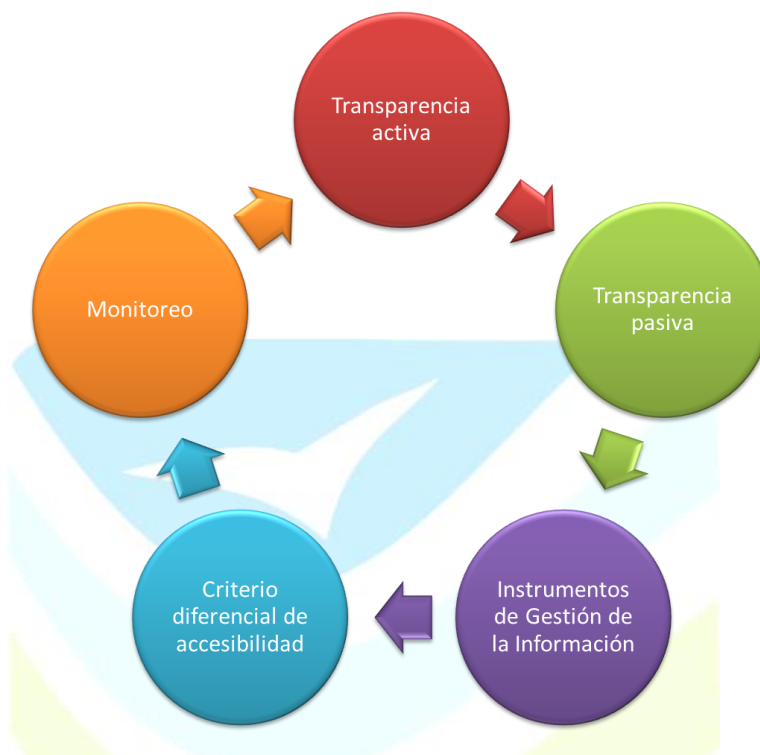 Transparencia
activa
Transparencia
pasiva
Instrumentos
de Gestión de
la Información
Criterio
diferencial de
accesibilidad
Monitoreo